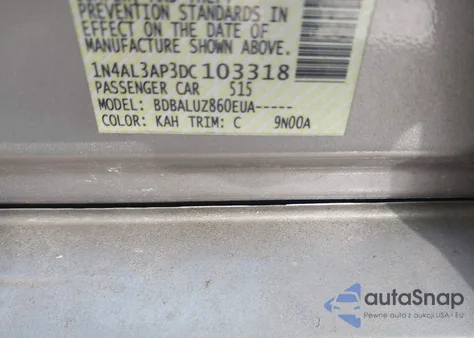 PREVENTION STANDARDS IN
EFFECT ON THE DATE OF
MANUFACTURE SHOWN ABOVE.
1N4AL3AP3DC103318
PASSENGER CAR 515
MODEL: BDBALUZ860EUA-----
COLOR: KAH TRIM: C 9N00A
autoSnap
Pewne auta z aukcji USA i EU